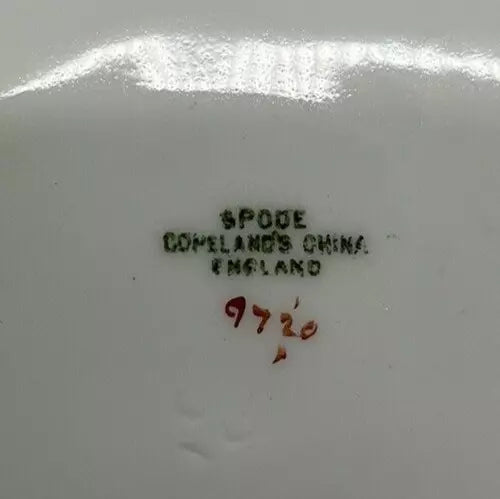 SPODE
COPELAND'S CHINA
ENGLAND
9720